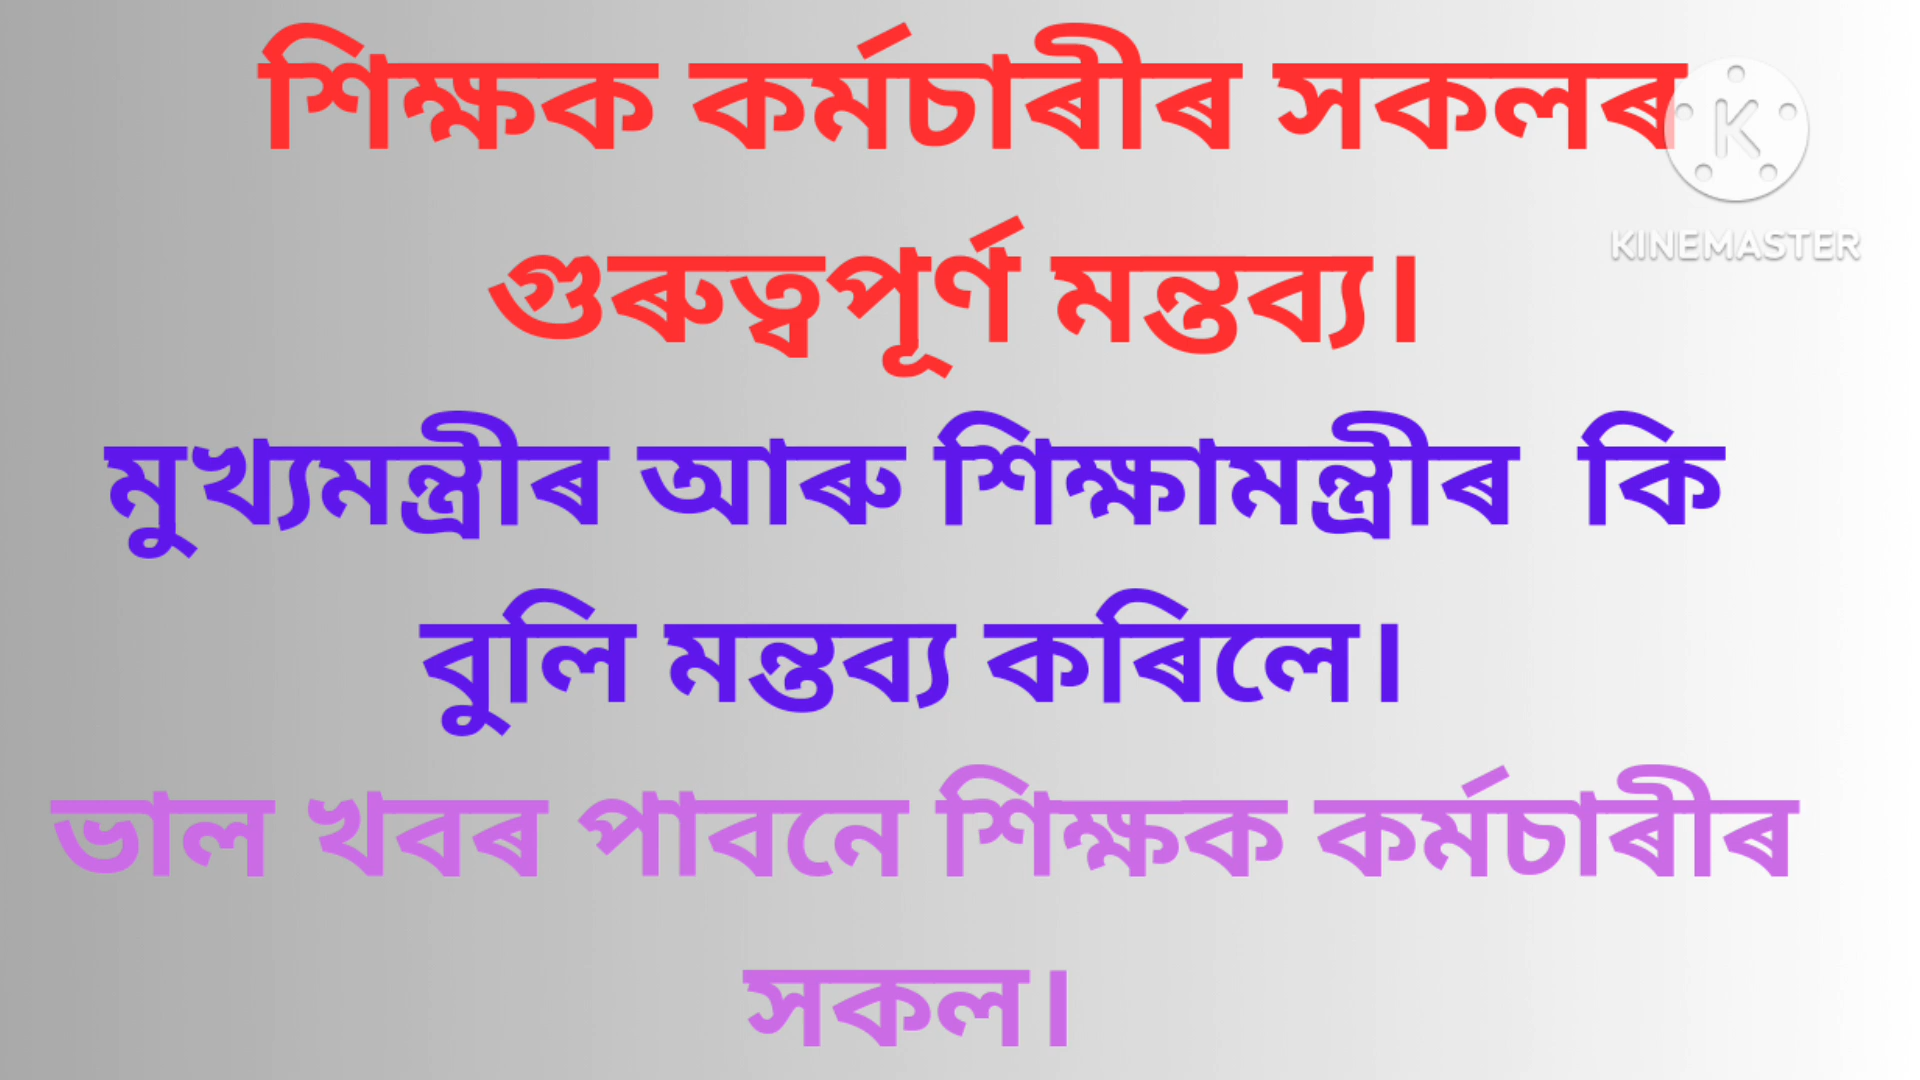 শিক্ষক কৰ্মচাৰীৰ সকলৰ
গুৰুত্বপূৰ্ণ মন্তব্য।
মুখ্যমন্ত্ৰীৰ আৰু শিক্ষামন্ত্ৰীৰ কি
বুলি মন্তব্য কৰিলে।
ভাল খবৰ পাবনে শিক্ষক কৰ্মচাৰীৰ
সকল।
K
KINEMASTER